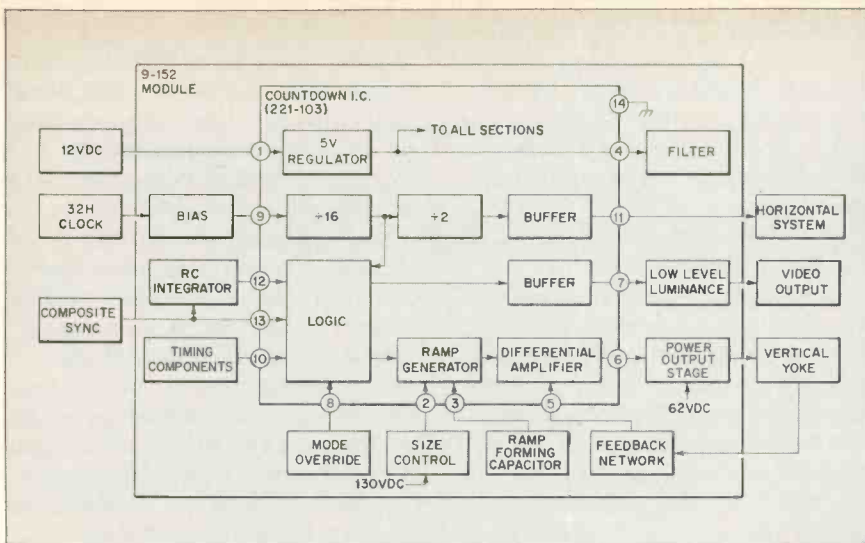 9-152
MODULE
COUNTDOWN I.C.
(221-103)
14
TO ALL SECTIONS
12VDC
1
5V
REGULATOR
4
FILTER
32H
CLOCK
BIAS
9
÷16
÷2
BUFFER
11
HORIZONTAL
SYSTEM
RC
INTEGRATOR
12
LOGIC
BUFFER
7
LOW LEVEL
LUMINANCE
VIDEO
OUTPUT
COMPOSITE
SYNC
13
TIMING
COMPONENTS
10
RAMP
GENERATOR
DIFFERENTIAL
AMPLIFIER
6
POWER
OUTPUT
STAGE
VERTICAL
YOKE
8
2
3
5
62VDC
MODE
OVERRIDE
SIZE
CONTROL
RAMP
FORMING
CAPACITOR
FEEDBACK
NETWORK
130VDC